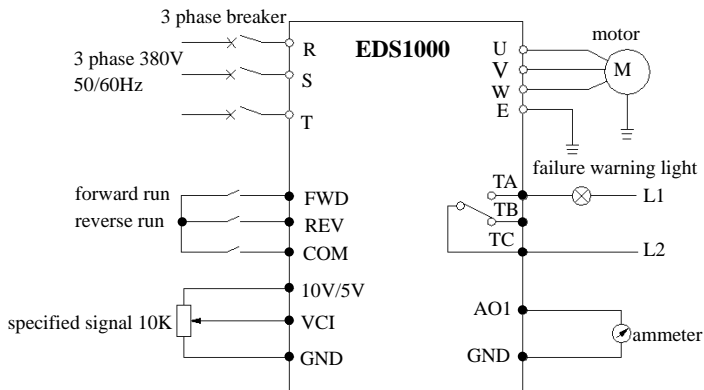 3 phase breaker
EDS1000
3 phase 380V
50/60Hz
R
S
T
U
V
W
E
motor
M
failure warning light
forward run
reverse run
FWD
REV
COM
TA
TB
TC
L1
L2
10V/5V
specified signal 10K
VCI
GND
AO1
GND
ammeter